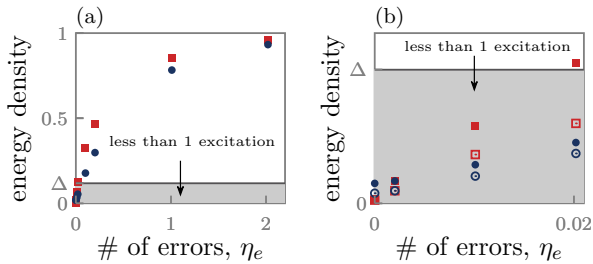 (a)
1
0.5
Δ
0
energy density
less than 1 excitation
0 1 2
# of errors, ηₑ
(b)
less than 1 excitation
Δ
0
energy density
0 0.02
# of errors, ηₑ